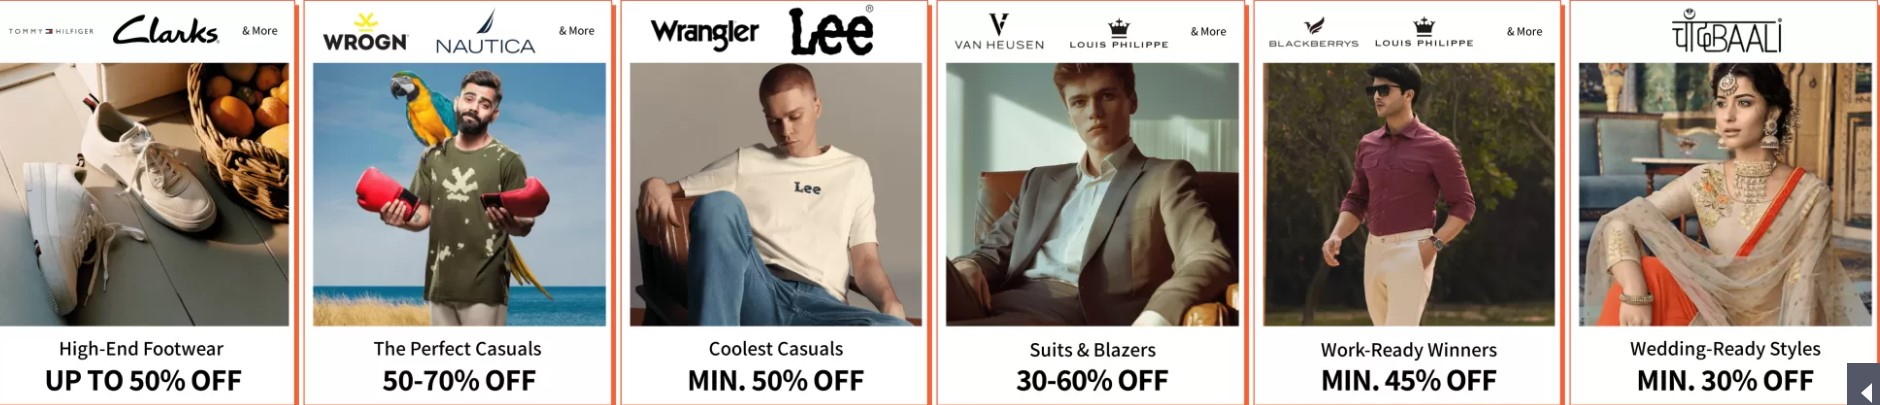 TOMMY HILFIGER Clarks & More
High-End Footwear
UP TO 50% OFF
WROGN NAUTICA & More
The Perfect Casuals
50-70% OFF
Wrangler Lee®
Lee
Coolest Casuals
MIN. 50% OFF
VAN HEUSEN LOUIS PHILIPPE & More
Suits & Blazers
30-60% OFF
BLACKBERRYS LOUIS PHILIPPE & More
Work-Ready Winners
MIN. 45% OFF
चाँदBAALI
Wedding-Ready Styles
MIN. 30% OFF